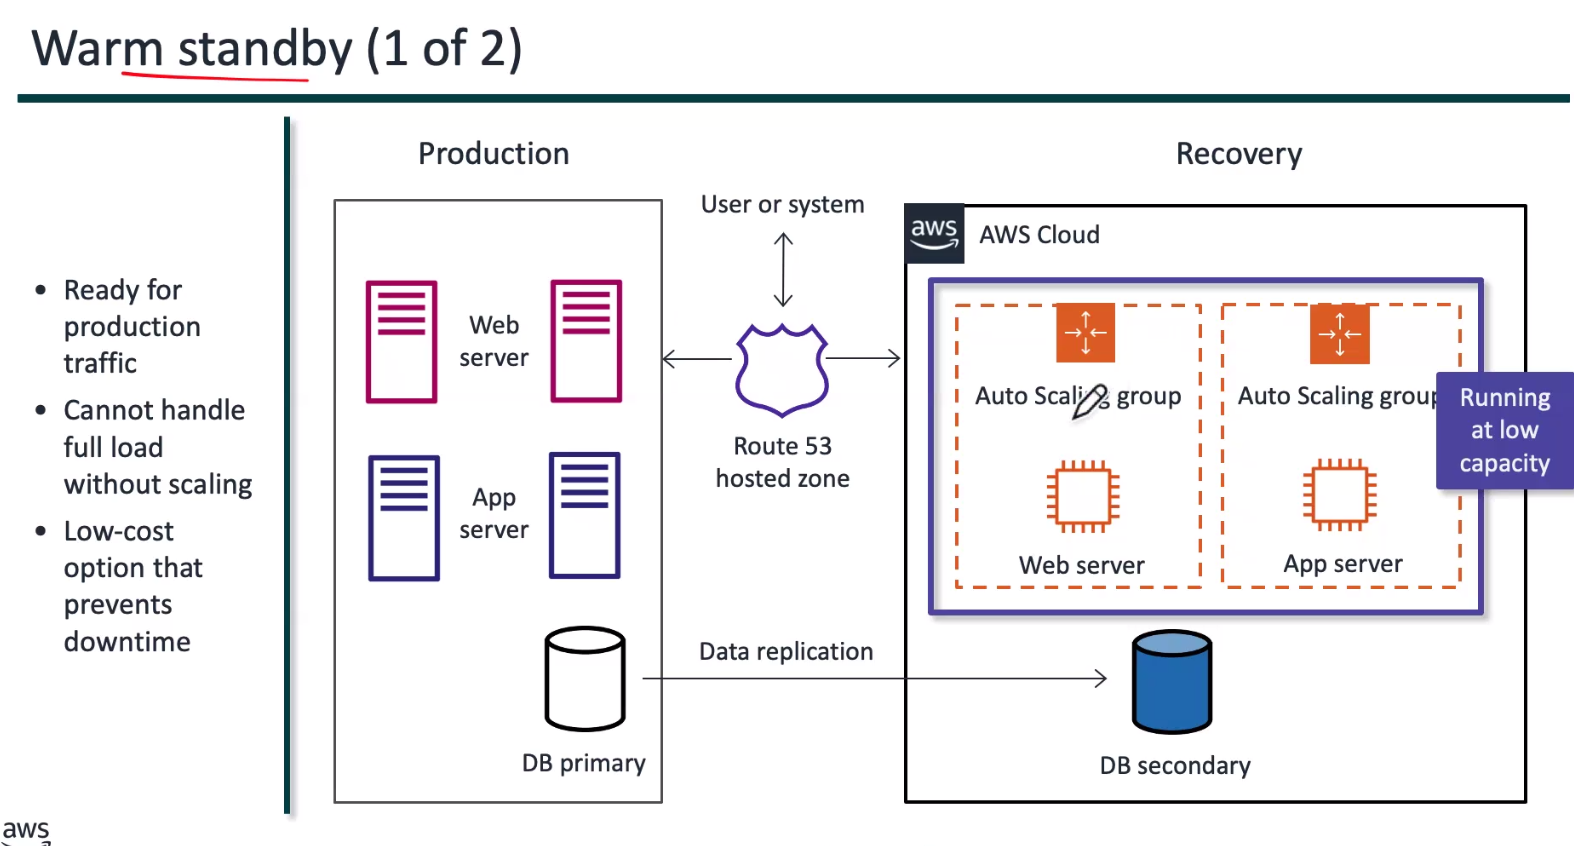 Warm standby (1 of 2)
Production
Recovery
User or system
aws
AWS Cloud
• Ready for
production
traffic
• Cannot handle
full load
without scaling
• Low-cost
option that
prevents
downtime
Web
server
App
server
DB primary
Route 53
hosted zone
Data replication
Auto Scaling group
Auto Scaling group
Running
at low
capacity
Web server
App server
DB secondary
aws